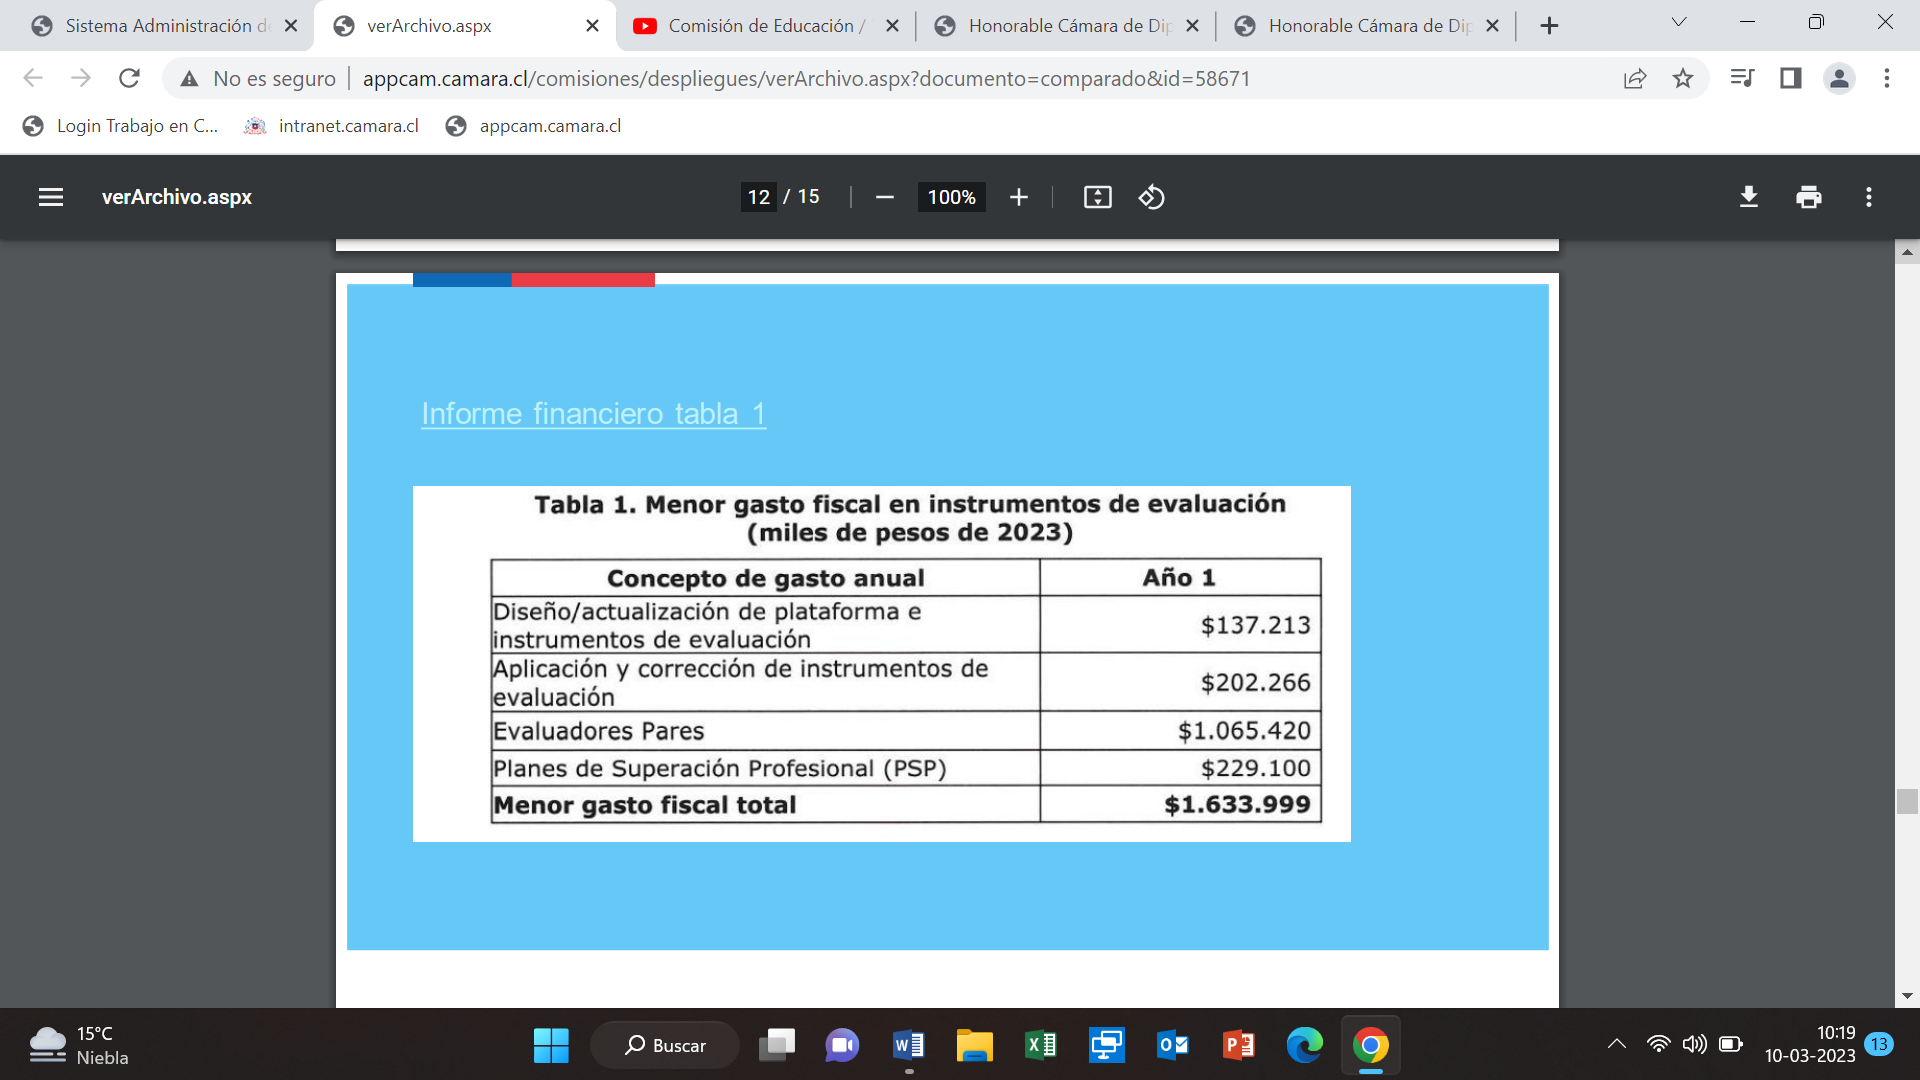 Sistema Administración d
verArchivo.aspx
Comisión de Educación /
Honorable Cámara de Dip
Honorable Cámara de Dip
No es seguro
appcam.camara.cl/comisiones/despliegues/verArchivo.aspx?documento=comparado&id=58671
Login Trabajo en C...
intranet.camara.cl
appcam.camara.cl
verArchivo.aspx
12 / 15
100%
Informe financiero tabla 1
Tabla 1. Menor gasto fiscal en instrumentos de evaluación
(miles de pesos de 2023)
Concepto de gasto anual Año 1
Diseño/actualización de plataforma e
instrumentos de evaluación $137.213
Aplicación y corrección de instrumentos de
evaluación $202.266
Evaluadores Pares $1.065.420
Planes de Superación Profesional (PSP) $229.100
Menor gasto fiscal total $1.633.999
15°C
Niebla
Buscar
10:19
10-03-2023
13